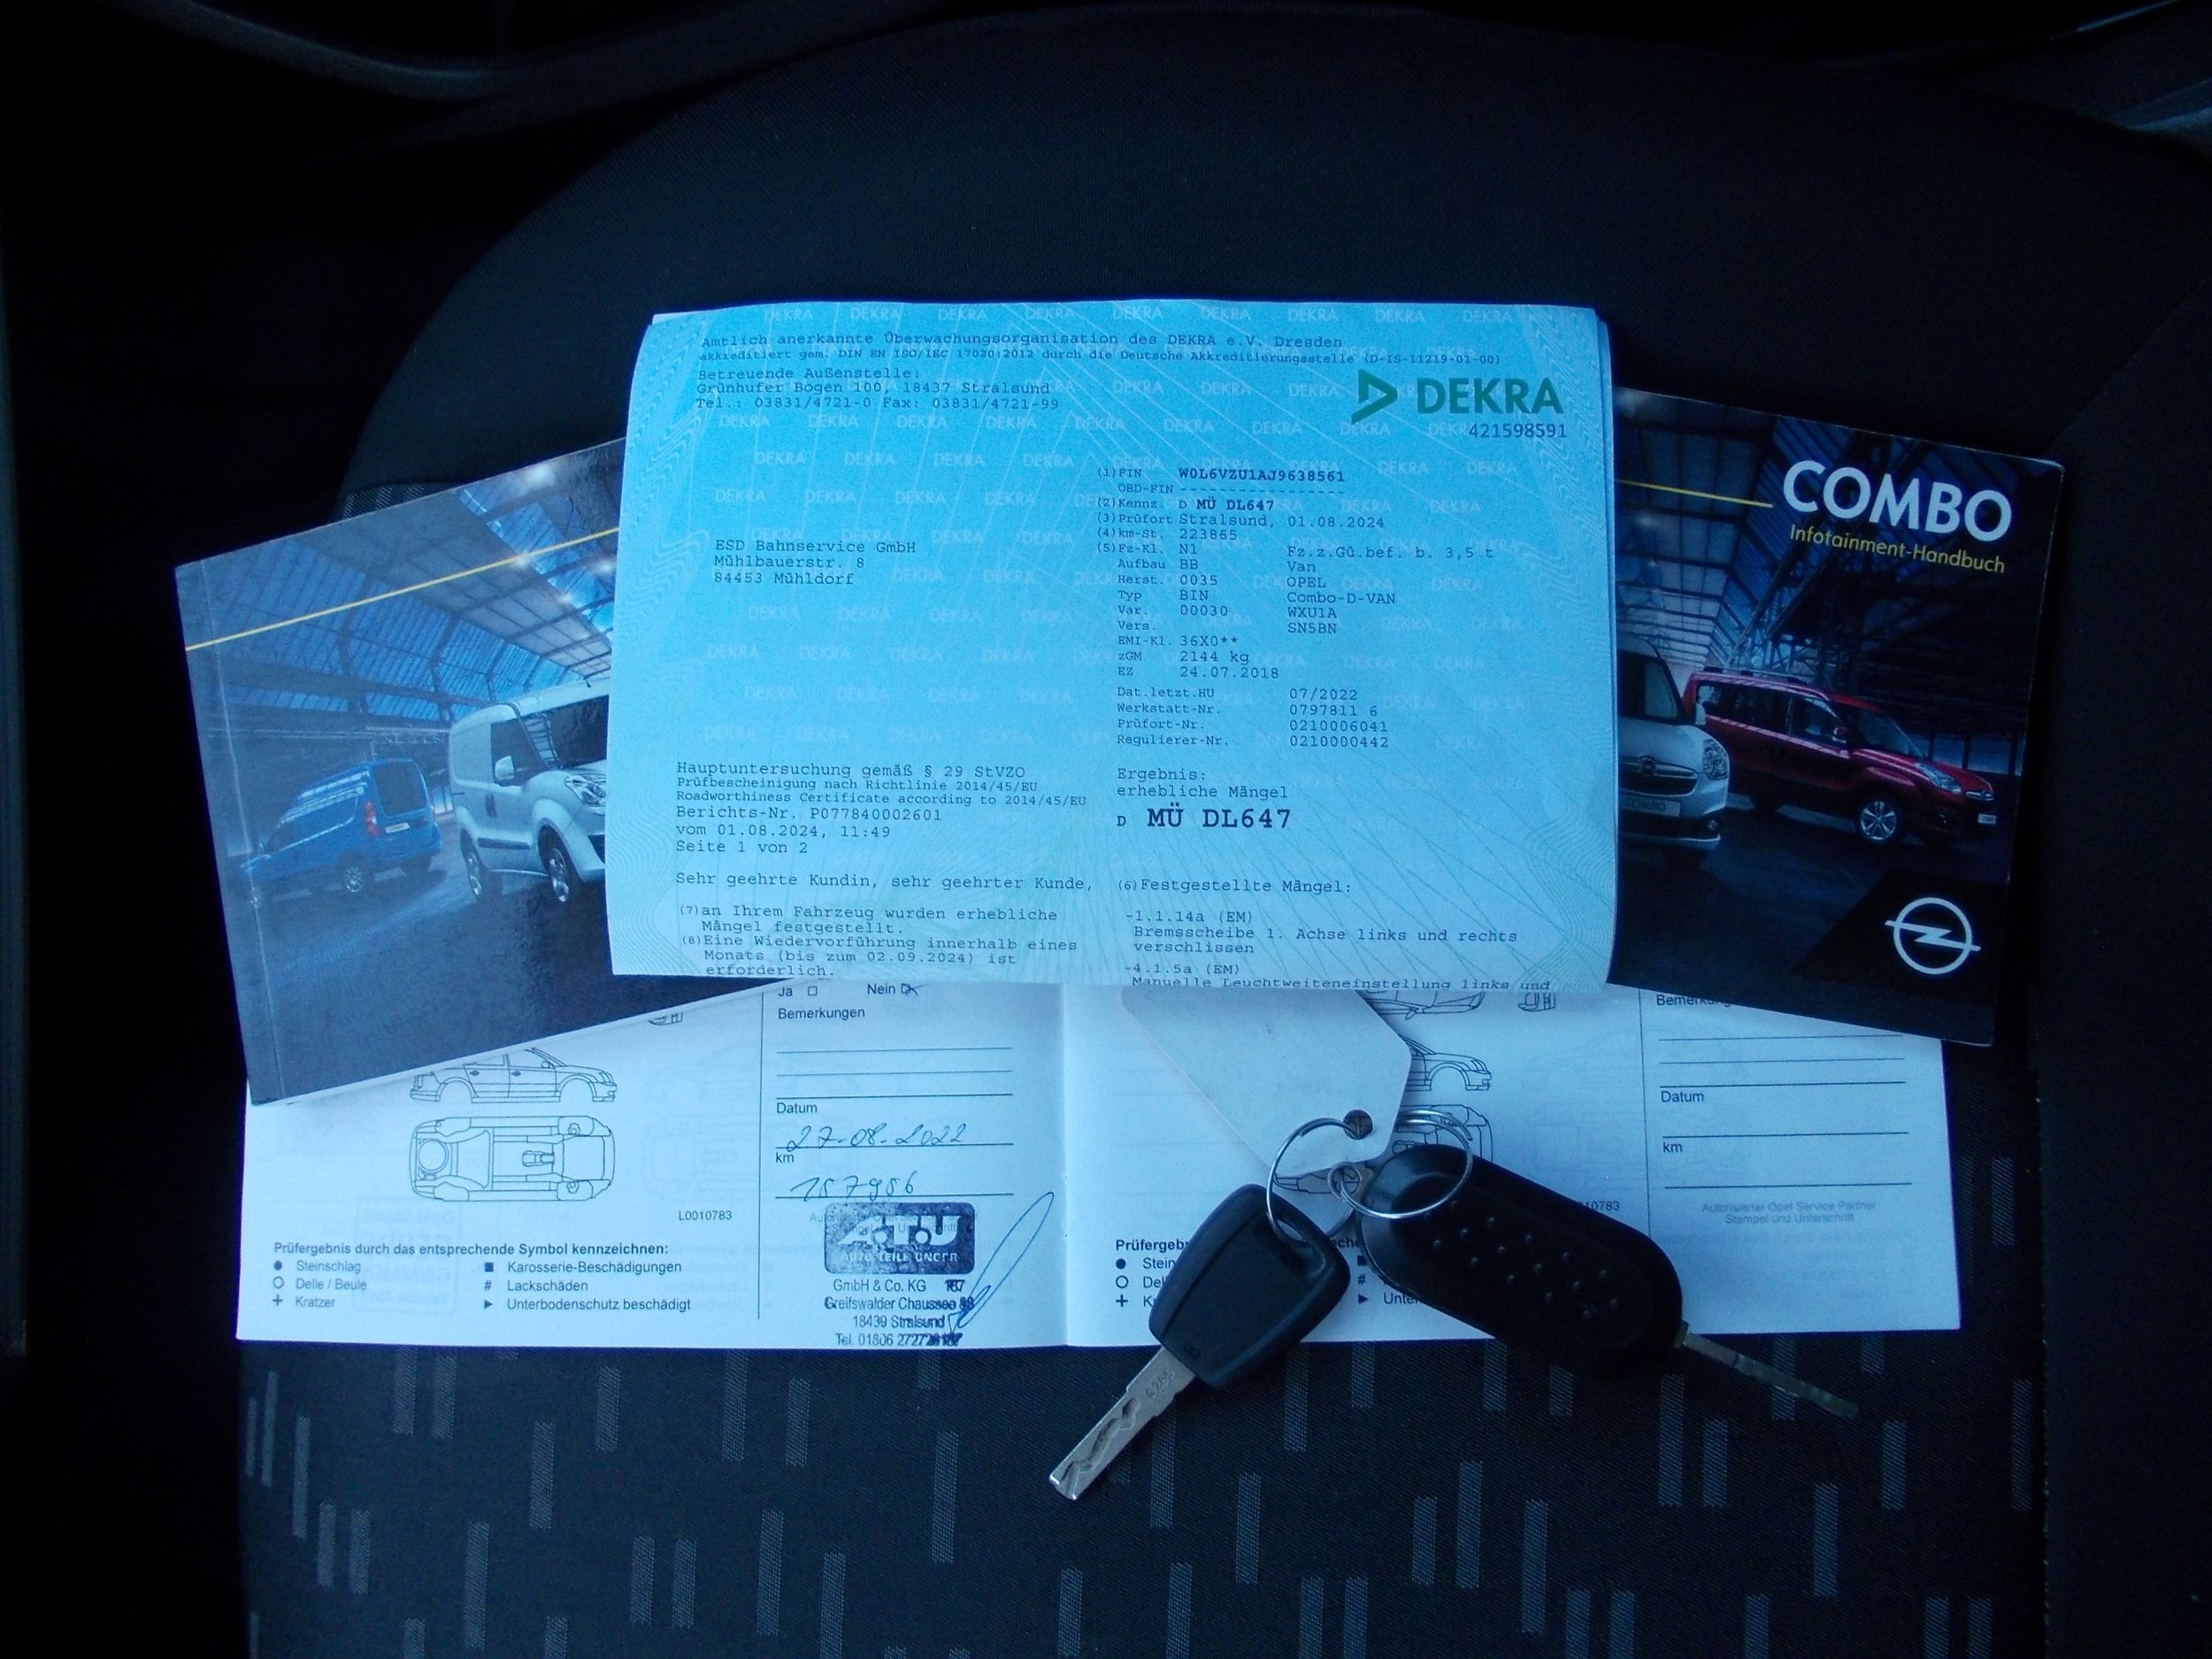 Amtlich anerkannte Überwachungsorganisation des DEKRA e.V. Dresden
akkreditiert gem. DIN EN ISO/IEC 17020:2012 durch die Deutsche Akkreditierungsstelle (D-IS-11219-01-00)
Betreuende Außenstelle:
Grünhufer Bogen 100, 18437 Stralsund
Tel.: 03831/4721-0 Fax: 03831/4721-99
DEKRA
421598591
ESD Bahnservice GmbH
Mühlbauerstr. 8
84453 Mühldorf
(1)FIN W0L6VZU1AJ9638561
OBD-FIN -----------------
(2)Kennz. D MÜ DL647
(3)Prüfort Stralsund, 01.08.2024
(4)km-St. 223865
(5)Fz-Kl. N1 Fz.z.Gü.bef. b. 3,5 t
Aufbau BB Van
Herst. 0035 OPEL
Typ BIN Combo-D-VAN
Var. 00030 WXU1A
Vers. SN5BN
EMI-Kl. 36X0**
zGM 2144 kg
EZ 24.07.2018
Dat.letzt.HU 07/2022
Werkstatt-Nr. 0797811 6
Prüfort-Nr. 0210006041
Regulierer-Nr. 0210000442
Hauptuntersuchung gemäß § 29 StVZO
Prüfbescheinigung nach Richtlinie 2014/45/EU
Roadworthiness Certificate according to 2014/45/EU
Berichts-Nr. P077840002601
vom 01.08.2024, 11:49
Seite 1 von 2
Ergebnis:
erhebliche Mängel
D MÜ DL647
Sehr geehrte Kundin, sehr geehrter Kunde,
(7)an Ihrem Fahrzeug wurden erhebliche
Mängel festgestellt.
(8)Eine Wiedervorführung innerhalb eines
Monats (bis zum 02.09.2024) ist
erforderlich.
(6)Festgestellte Mängel:
-1.1.14a (EM)
Bremsscheibe 1. Achse links und rechts
verschlissen
-4.1.5a (EM)
Manuelle Leuchtweiteneinstellung links und
COMBO
Infotainment-Handbuch
Ja Nein
Bemerkungen
Datum
27-08-2022
km
157986
L0010783
Prüfergebnis durch das entsprechende Symbol kennzeichnen:
● Steinschlag
○ Delle / Beule
+ Kratzer
■ Karosserie-Beschädigungen
# Lackschäden
► Unterbodenschutz beschädigt
A.T.U
AUTO TEILE UNGER
GmbH & Co. KG 187
Greifswalder Chaussee
18439 Stralsund
Tel. 01806
Datum
km
Autorisierter Opel Service Partner
Stempel und Unterschrift